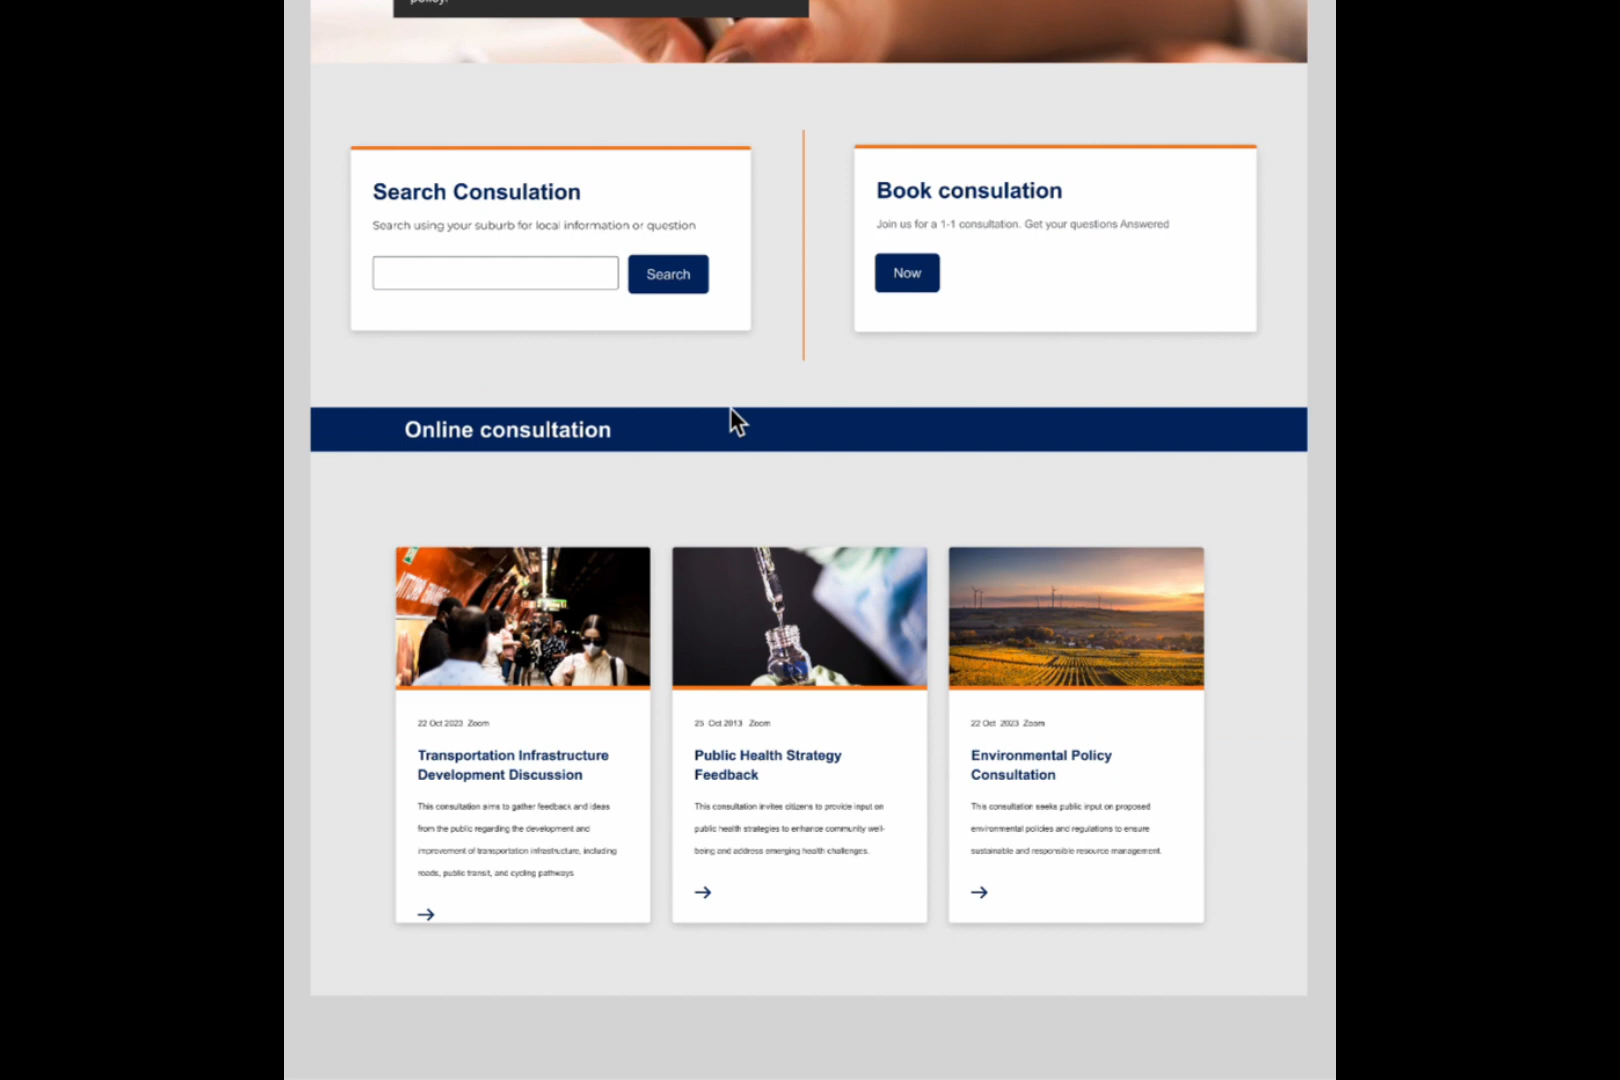 policy.
Search Consulation
Search using your suburb for local information or question
Search
Book consulation
Join us for a 1-1 consultation. Get your questions Answered
Now
Online consultation
22 Oct 2023 Zoom
Transportation Infrastructure
Development Discussion
This consultation aims to gather feedback and ideas
from the public regarding the development and
improvement of transportation infrastructure, including
roads, public transit, and cycling pathways.
25 Oct 2013 Zoom
Public Health Strategy
Feedback
This consultation invites citizens to provide input on
public health strategies to enhance community well-
being and address emerging health challenges.
22 Oct 2023 Zoom
Environmental Policy
Consultation
This consultation seeks public input on proposed
environmental policies and regulations to ensure
sustainable and responsible resource management.